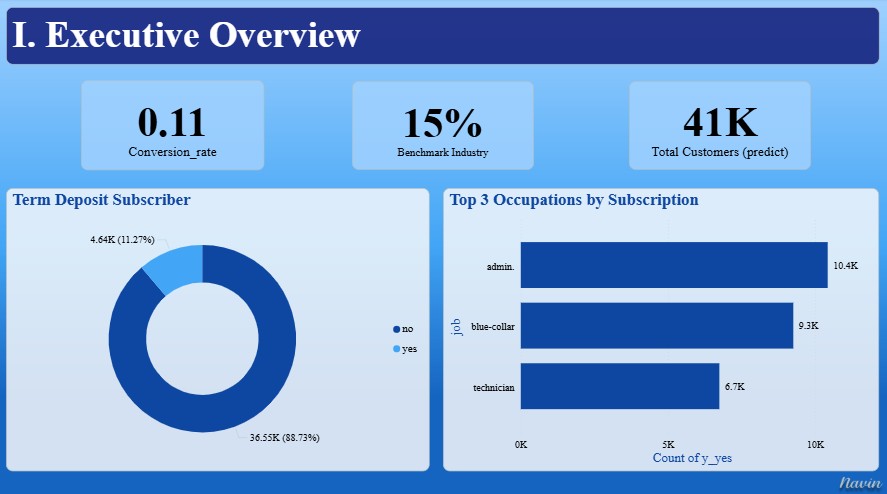 I. Executive Overview
0.11
Conversion_rate
15%
Benchmark Industry
41K
Total Customers (predict)
Term Deposit Subscriber
4.64K (11.27%)
no
yes
36.55K (88.73%)
Top 3 Occupations by Subscription
job
admin.
10.4K
blue-collar
9.3K
technician
6.7K
0K
5K
10K
Count of y_yes
Navin